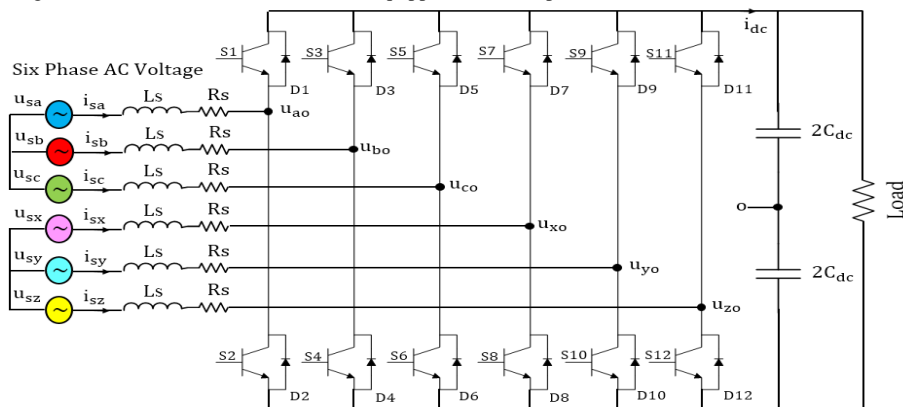 i_dc
S1 S3 S5 S7 S9 S11
D1 D3 D5 D7 D9 D11
Six Phase AC Voltage
u_sa i_sa Ls Rs u_ao
u_sb i_sb Ls Rs u_bo
u_sc i_sc Ls Rs u_co
u_sx i_sx Ls Rs u_xo
u_sy i_sy Ls Rs u_yo
u_sz i_sz Ls Rs u_zo
2C_dc
o
Load
2C_dc
S2 S4 S6 S8 S10 S12
D2 D4 D6 D8 D10 D12